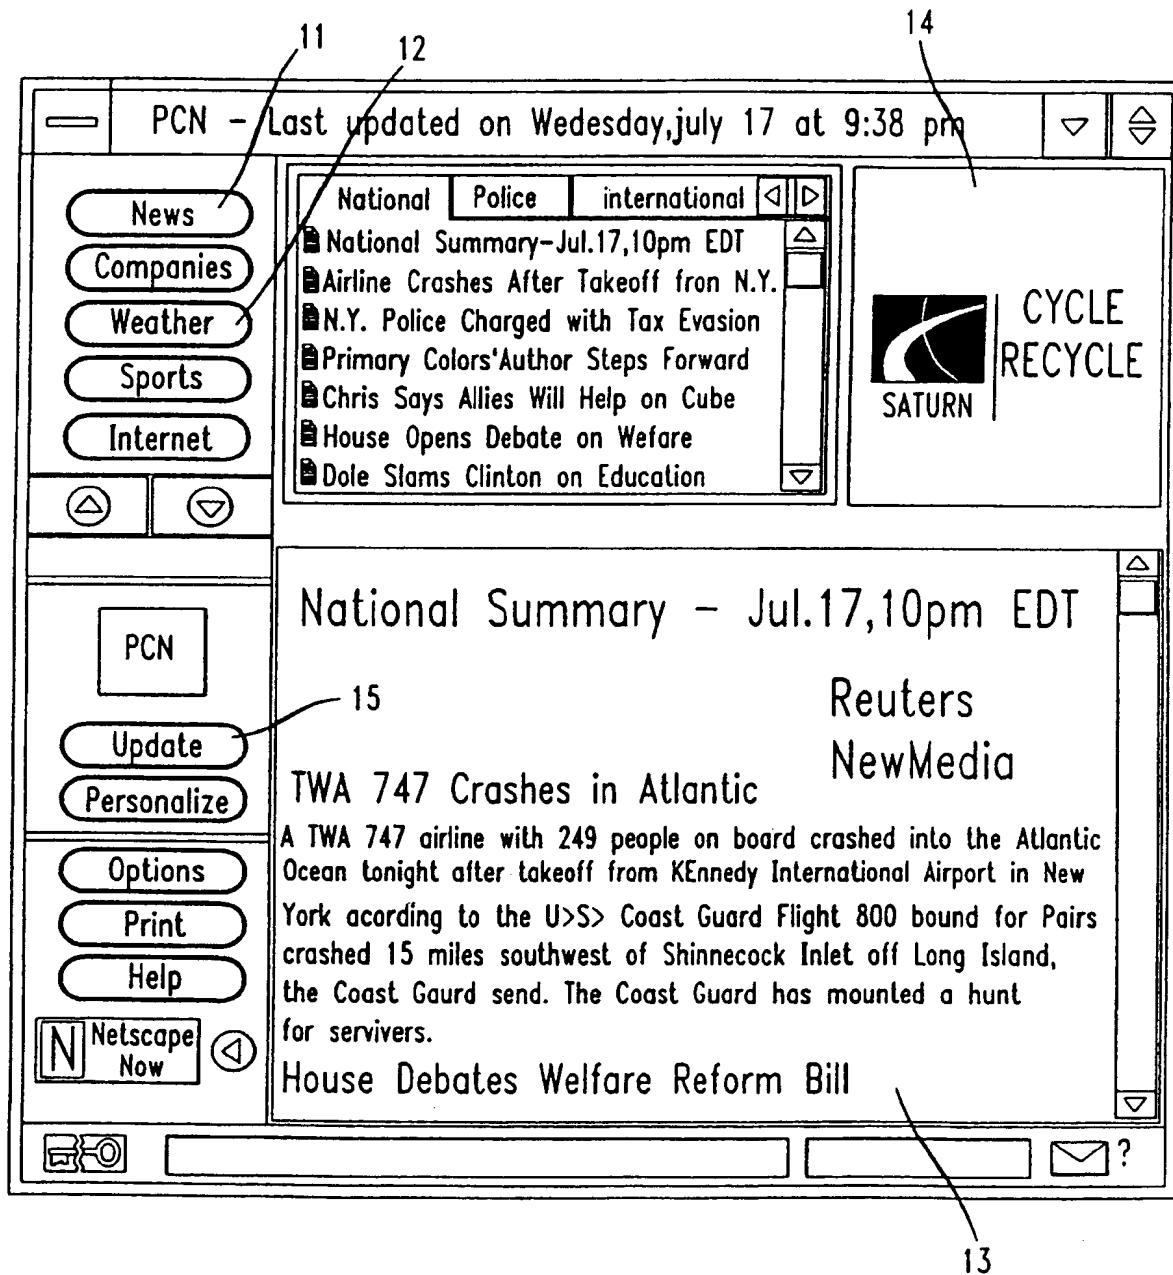 11
12
14
PCN - Last updated on Wedesday,july 17 at 9:38 pm
News
Companies
Weather
Sports
Internet
National Police international
National Summary-Jul.17,10pm EDT
Airline Crashes After Takeoff fron N.Y.
N.Y. Police Charged with Tax Evasion
Primary Colors'Author Steps Forward
Chris Says Allies Will Help on Cube
House Opens Debate on Wefare
Dole Slams Clinton on Education
SATURN
CYCLE
RECYCLE
PCN
15
Update
Personalize
Options
Print
Help
N Netscape
Now
National Summary - Jul.17,10pm EDT
Reuters
NewMedia
TWA 747 Crashes in Atlantic
A TWA 747 airline with 249 people on board crashed into the Atlantic
Ocean tonight after takeoff from KEnnedy International Airport in New
York acording to the U>S> Coast Guard Flight 800 bound for Pairs
crashed 15 miles southwest of Shinnecock Inlet off Long Island,
the Coast Gaurd send. The Coast Guard has mounted a hunt
for servivers.
House Debates Welfare Reform Bill
?
13